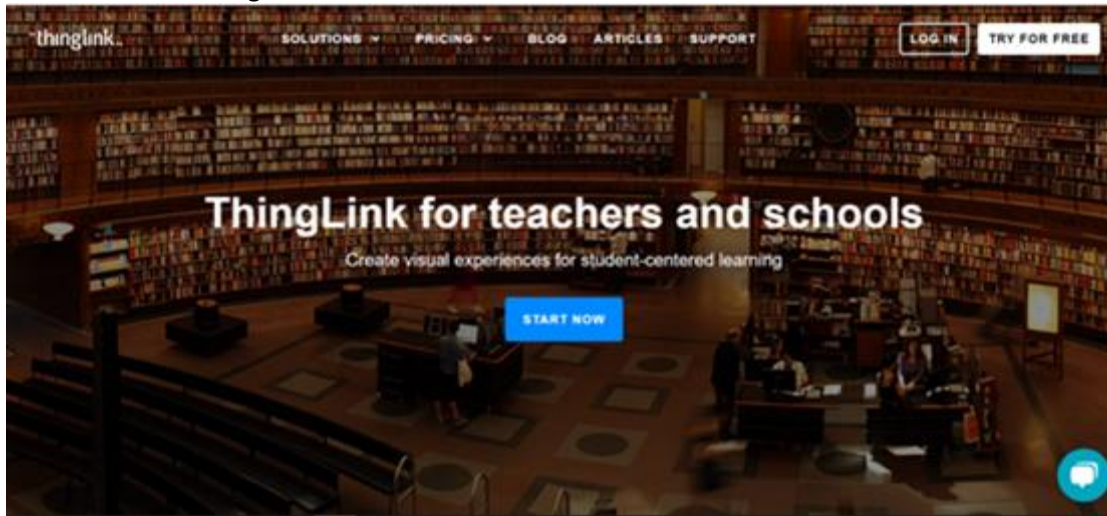 thinglink..
SOLUTIONS PRICING BLOG ARTICLES SUPPORT LOG IN TRY FOR FREE
ThingLink for teachers and schools
Create visual experiences for student-centered learning
START NOW